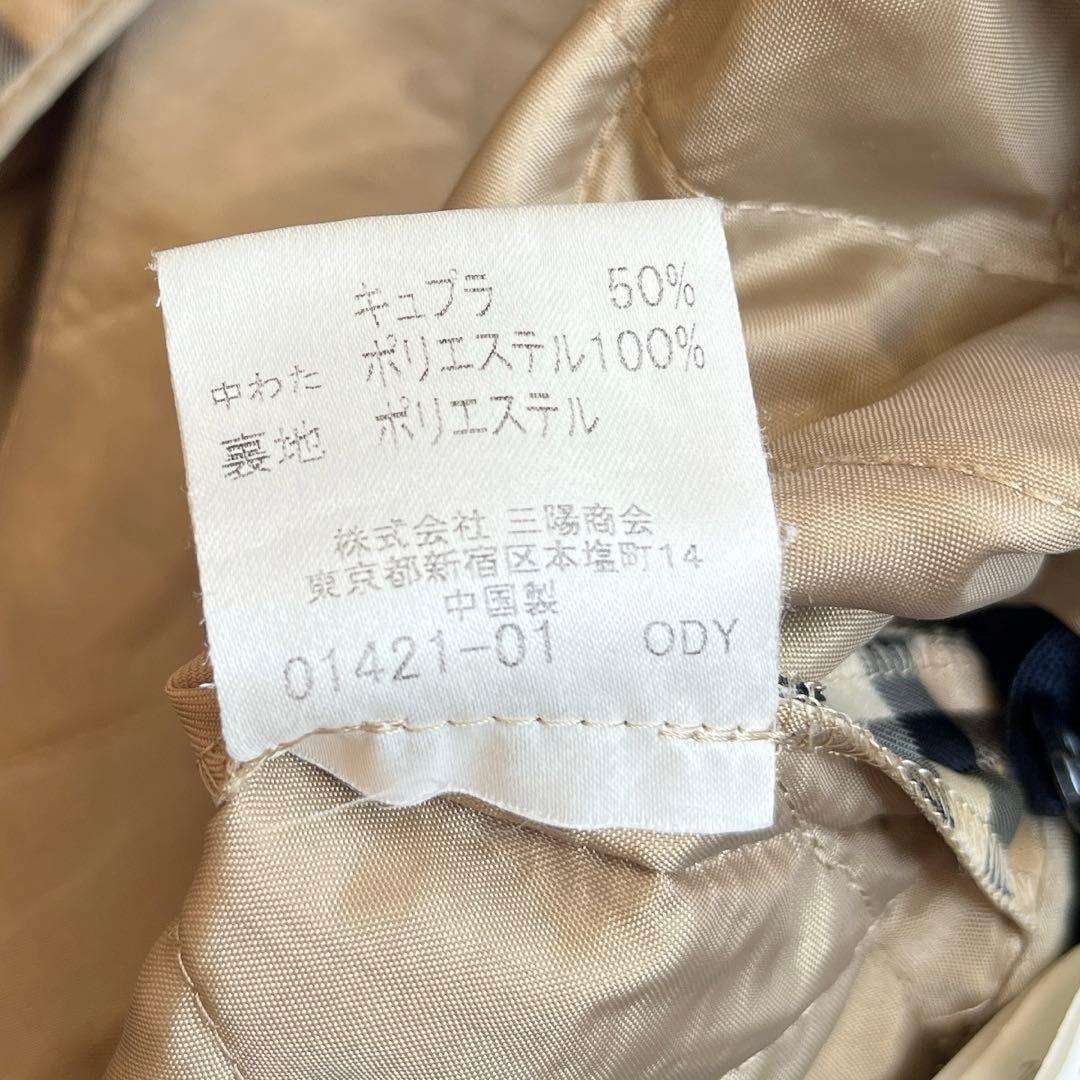 キュプラ 50%
中わた ポリエステル100%
裏地 ポリエステル
株式会社 三陽商会
東京都新宿区本塩町14
中国製
01421-01 ODY